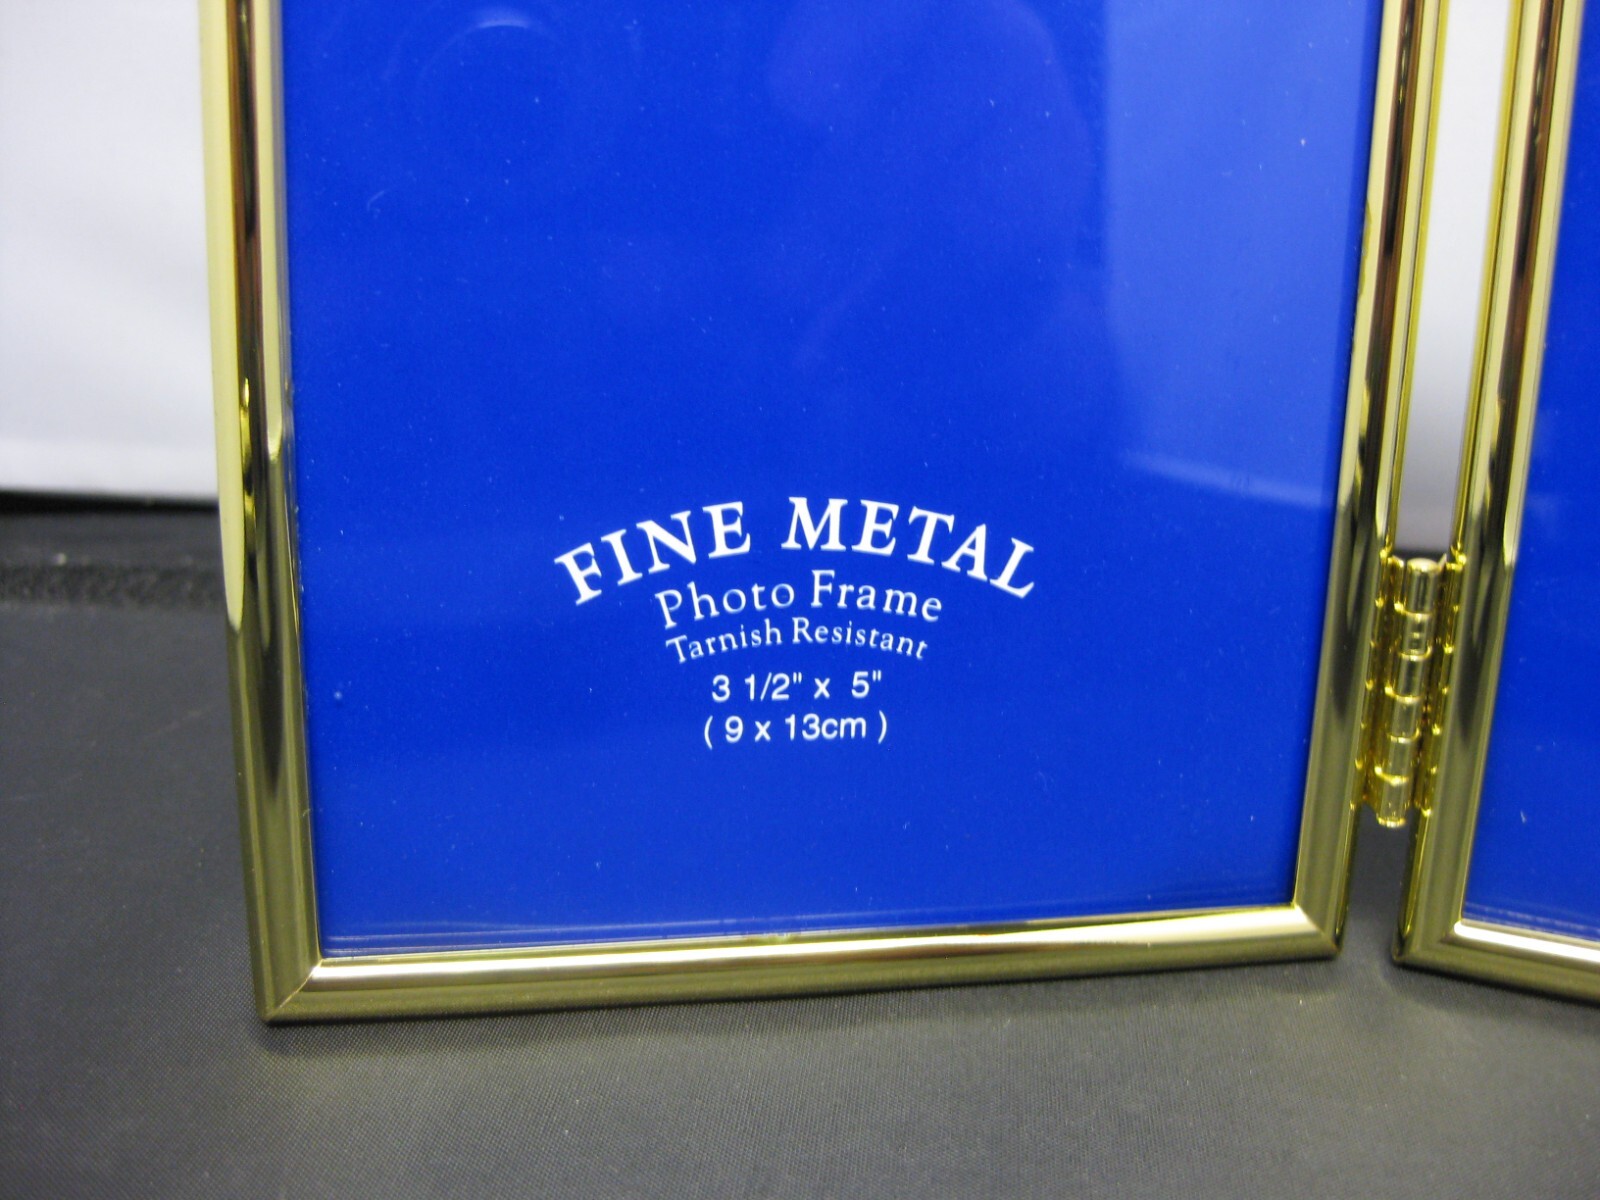 FINE METAL
Photo Frame
Tarnish Resistant
3 1/2" x 5"
( 9 x 13cm )